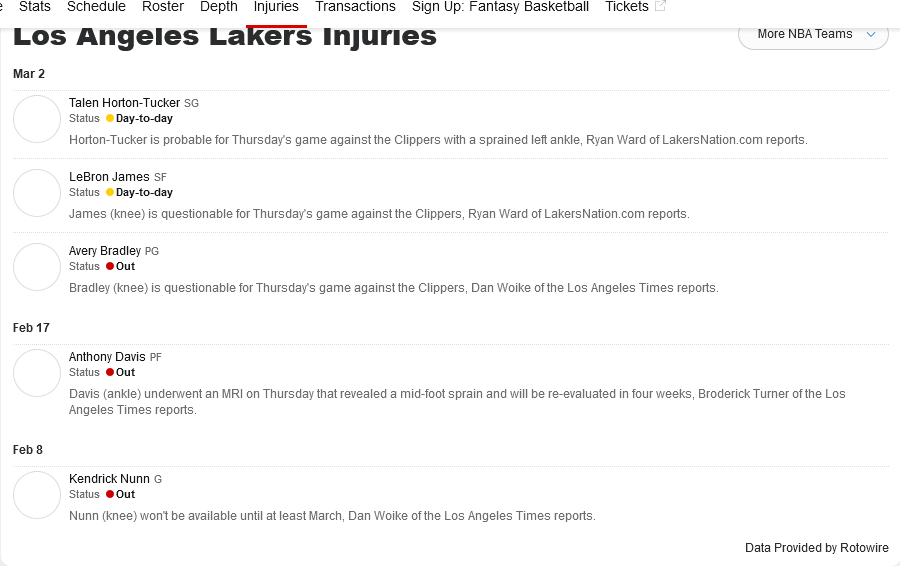 Stats Schedule Roster Depth Injuries Transactions Sign Up: Fantasy Basketball Tickets
Los Angeles Lakers Injuries
More NBA Teams
Mar 2
Talen Horton-Tucker SG
Status Day-to-day
Horton-Tucker is probable for Thursday's game against the Clippers with a sprained left ankle, Ryan Ward of LakersNation.com reports.
LeBron James SF
Status Day-to-day
James (knee) is questionable for Thursday's game against the Clippers, Ryan Ward of LakersNation.com reports.
Avery Bradley PG
Status Out
Bradley (knee) is questionable for Thursday's game against the Clippers, Dan Woike of the Los Angeles Times reports.
Feb 17
Anthony Davis PF
Status Out
Davis (ankle) underwent an MRI on Thursday that revealed a mid-foot sprain and will be re-evaluated in four weeks, Broderick Turner of the Los
Angeles Times reports.
Feb 8
Kendrick Nunn G
Status Out
Nunn (knee) won't be available until at least March, Dan Woike of the Los Angeles Times reports.
Data Provided by Rotowire